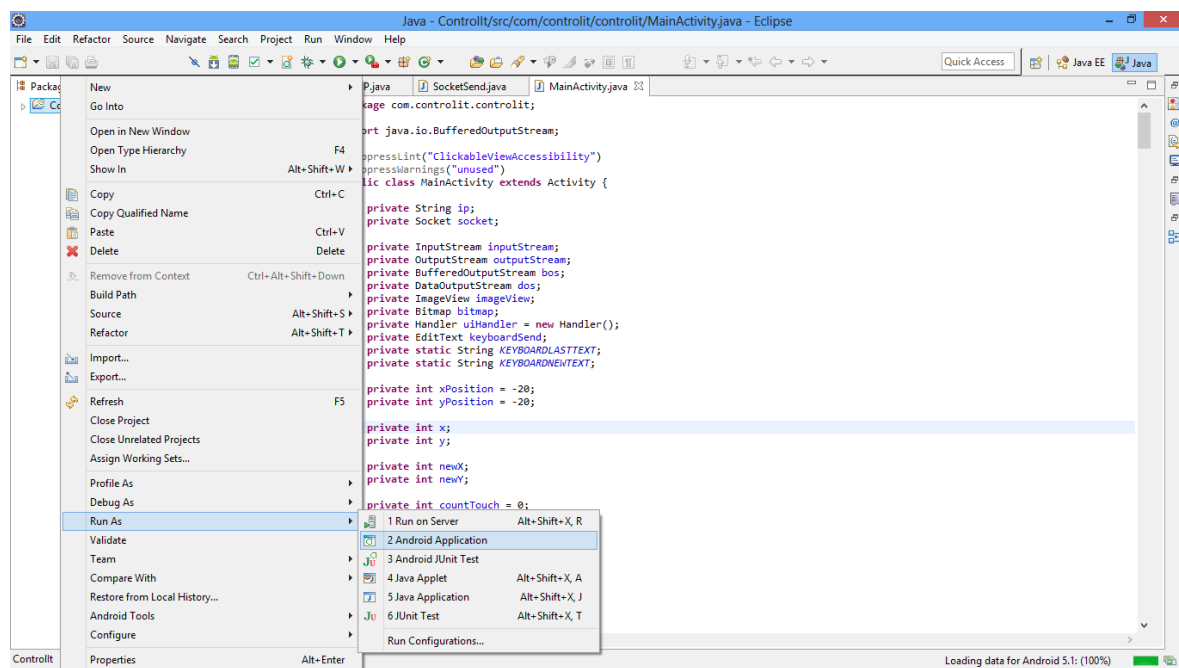 Java - ControlIt/src/com/controlit/controlit/MainActivity.java - Eclipse
File Edit Refactor Source Navigate Search Project Run Window Help
Quick Access
Java EE
Java
Packag
P.java
SocketSend.java
MainActivity.java
Co
New
Go Into
Open in New Window
Open Type Hierarchy F4
Show In Alt+Shift+W
Copy Ctrl+C
Copy Qualified Name
Paste Ctrl+V
Delete Delete
Remove from Context Ctrl+Alt+Shift+Down
Build Path
Source Alt+Shift+S
Refactor Alt+Shift+T
Import...
Export...
Refresh F5
Close Project
Close Unrelated Projects
Assign Working Sets...
Profile As
Debug As
Run As
Validate
Team
Compare With
Restore from Local History...
Android Tools
Configure
Properties Alt+Enter
kage com.controlit.controlit;
ort java.io.BufferedOutputStream;
ppressLint("ClickableViewAccessibility")
ppressWarnings("unused")
lic class MainActivity extends Activity {
private String ip;
private Socket socket;
private InputStream inputStream;
private OutputStream outputStream;
private BufferedOutputStream bos;
private DataOutputStream dos;
private ImageView imageView;
private Bitmap bitmap;
private Handler uiHandler = new Handler();
private EditText keyboardSend;
private static String KEYBOARDLASTTEXT;
private static String KEYBOARDNEWTEXT;
private int xPosition = -20;
private int yPosition = -20;
private int x;
private int y;
private int newX;
private int newY;
private int countTouch = 0;
1 Run on Server Alt+Shift+X, R
2 Android Application
3 Android JUnit Test
4 Java Applet Alt+Shift+X, A
5 Java Application Alt+Shift+X, J
6 JUnit Test Alt+Shift+X, T
Run Configurations...
ControlIt
Loading data for Android 5.1: (100%)